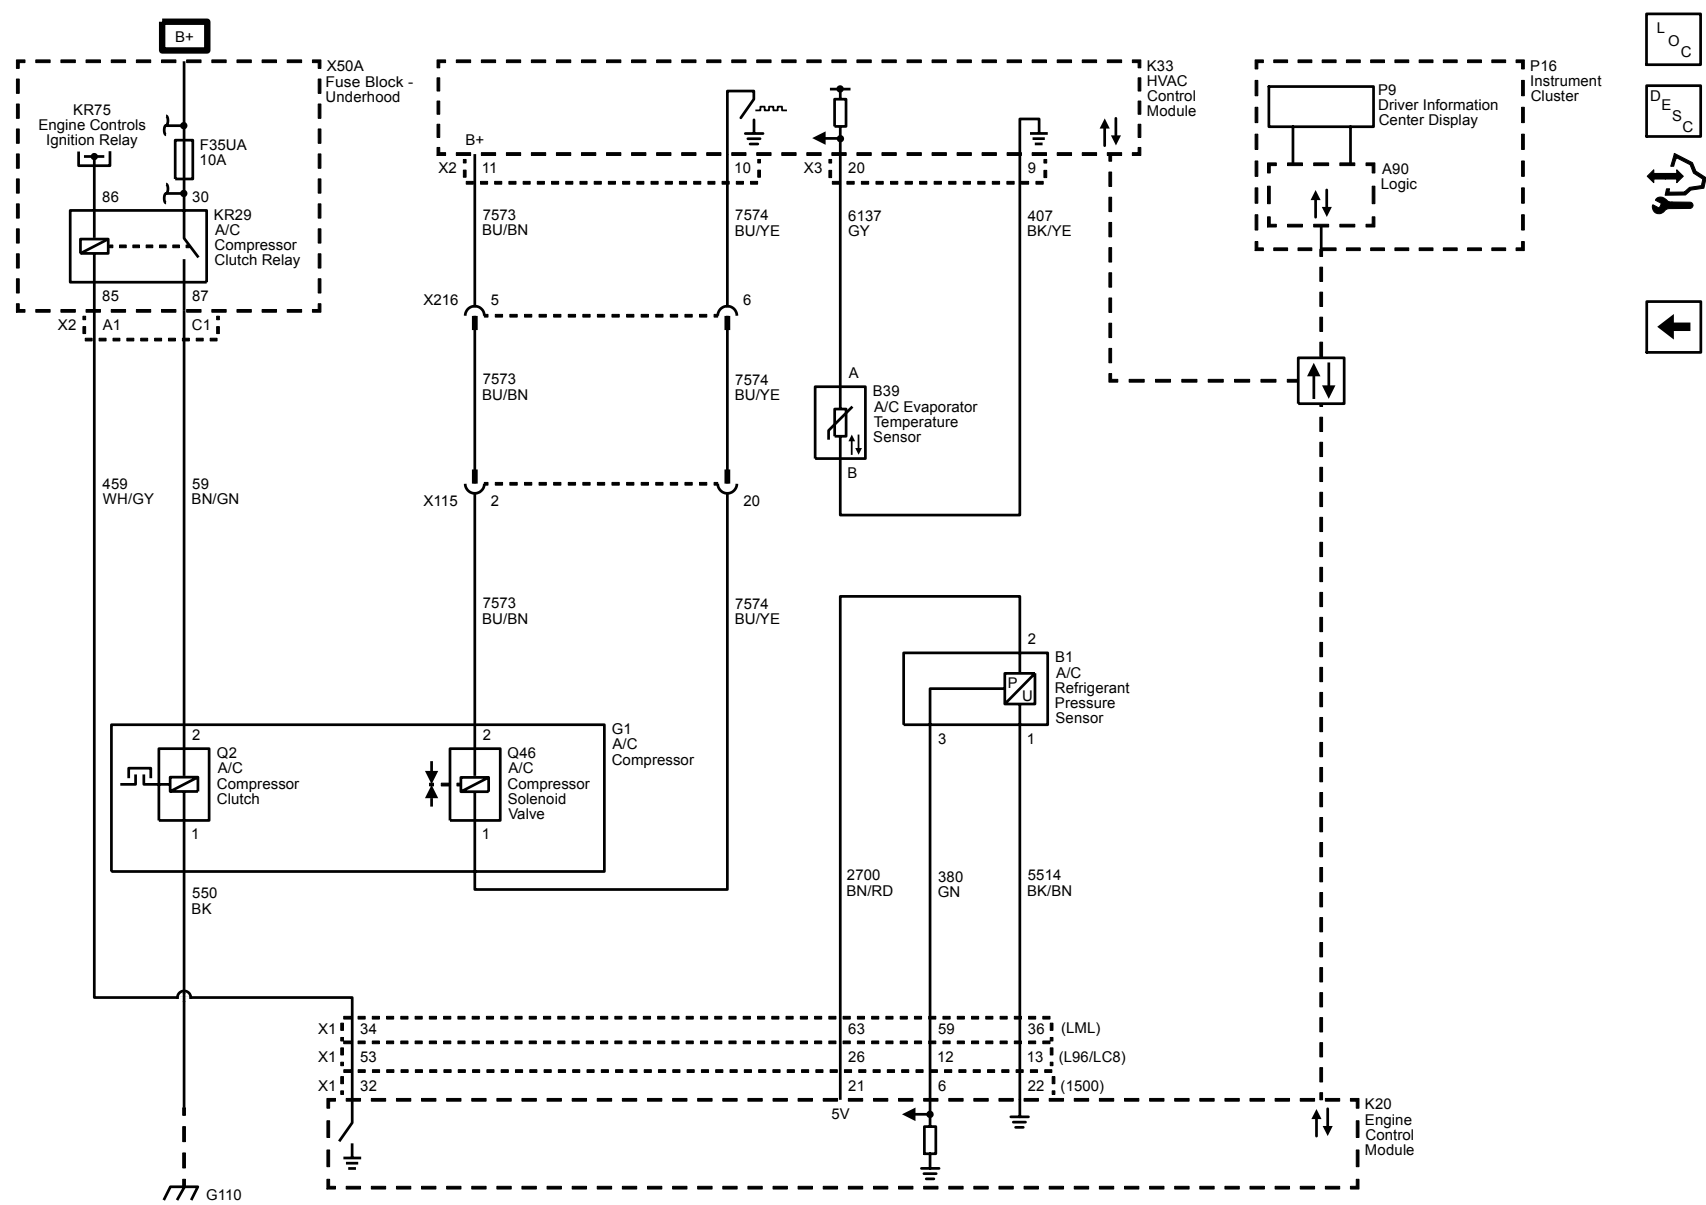 B+
X50A
Fuse Block -
Underhood
KR75
Engine Controls
Ignition Relay
F35UA
10A
86
30
KR29
A/C
Compressor
Clutch Relay
85
87
X2
A1
C1
K33
HVAC
Control
Module
B+
X2
11
10
X3
20
9
P16
Instrument
Cluster
P9
Driver Information
Center Display
A90
Logic
L
O
C
D
E
S
C
7573
BU/BN
7574
BU/YE
6137
GY
407
BK/YE
X216
5
6
7573
BU/BN
7574
BU/YE
A
B39
A/C Evaporator
Temperature
Sensor
B
459
WH/GY
59
BN/GN
X115
2
20
7573
BU/BN
7574
BU/YE
2
B1
A/C
Refrigerant
Pressure
Sensor
P
U
3
1
2
Q2
A/C
Compressor
Clutch
1
2
Q46
A/C
Compressor
Solenoid
Valve
1
G1
A/C
Compressor
550
BK
2700
BN/RD
380
GN
5514
BK/BN
X1
34
63
59
36
(LML)
X1
53
26
12
13
(L96/LC8)
X1
32
21
6
22
(1500)
5V
K20
Engine
Control
Module
G110